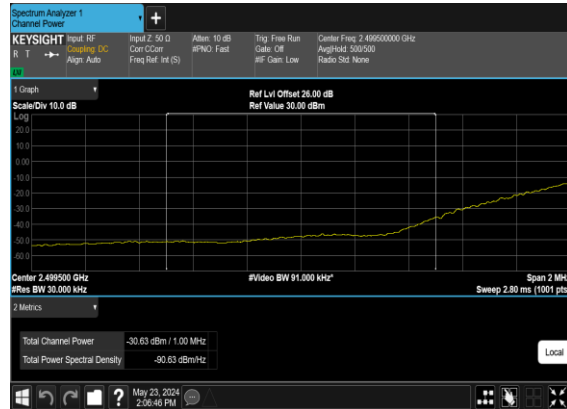 Spectrum Analyzer 1
Channel Power
+
KEYSIGHT Input: RF Input Z: 50 Ω Atten: 10 dB Trig: Free Run Center Freq: 2.499500000 GHz
R T Coupling: DC Corr CCorr #PNO: Fast Gate: Off Avg|Hold: 500/500
Align: Auto Freq Ref: Int (S) #IF Gain: Low Radio Std: None
1 Graph Ref Lvl Offset 26.00 dB
Scale/Div 10.0 dB Ref Value 30.00 dBm
Log
20.0
10.0
0.00
-10.0
-20.0
-30.0
-40.0
-50.0
-60.0
Center 2.499500 GHz #Video BW 91.000 kHz* Span 2 MHz
#Res BW 30.000 kHz Sweep 2.80 ms (1001 pts)
2 Metrics
Total Channel Power -30.63 dBm / 1.00 MHz
Total Power Spectral Density -90.63 dBm/Hz
Local
? May 23, 2024
2:06:46 PM